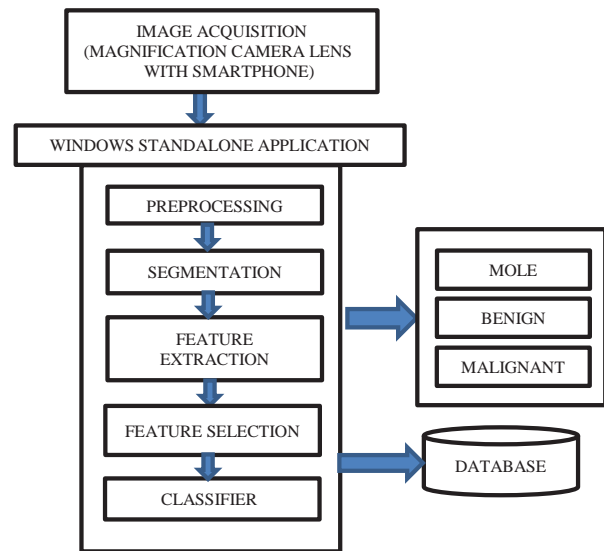 IMAGE ACQUISITION
(MAGNIFICATION CAMERA LENS
WITH SMARTPHONE)
WINDOWS STANDALONE APPLICATION
PREPROCESSING
SEGMENTATION
FEATURE
EXTRACTION
FEATURE SELECTION
CLASSIFIER
MOLE
BENIGN
MALIGNANT
DATABASE